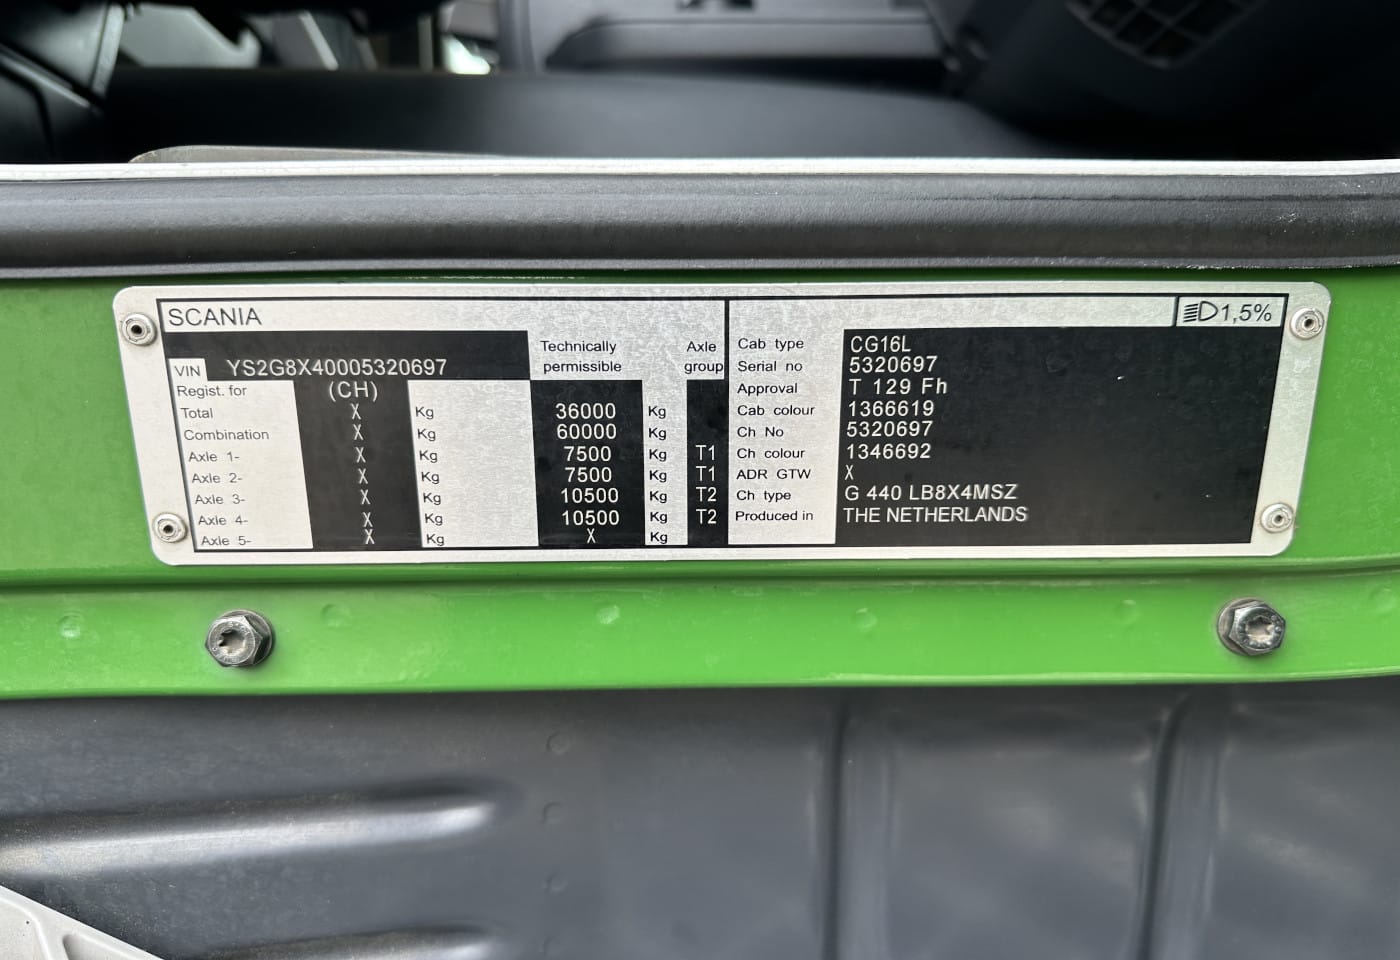 SCANIA
1,5%
VIN YS2G8X40005320697
Technically permissible
Axle group
Regist. for (CH)
Total X Kg 36000 Kg
Combination X Kg 60000 Kg
Axle 1- X Kg 7500 Kg T1
Axle 2- X Kg 7500 Kg T1
Axle 3- X Kg 10500 Kg T2
Axle 4- X Kg 10500 Kg T2
Axle 5- X Kg X Kg
Cab type CG16L
Serial no 5320697
Approval T 129 Fh
Cab colour 1366619
Ch No 5320697
Ch colour 1346692
ADR GTW X
Ch type G 440 LB8X4MSZ
Produced in THE NETHERLANDS